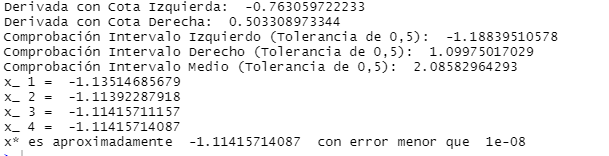 Derivada con Cota Izquierda:  -0.763059722233
Derivada con Cota Derecha:  0.503308973344
Comprobación Intervalo Izquierdo (Tolerancia de 0,5):  -1.18839510578
Comprobación Intervalo Derecho (Tolerancia de 0,5):  1.09975017029
Comprobación Intervalo Medio (Tolerancia de 0,5):  2.08582964293
x_ 1 =  -1.13514685679
x_ 2 =  -1.11392287918
x_ 3 =  -1.11415711157
x_ 4 =  -1.11415714087
x* es aproximadamente  -1.11415714087  con error menor que  1e-08